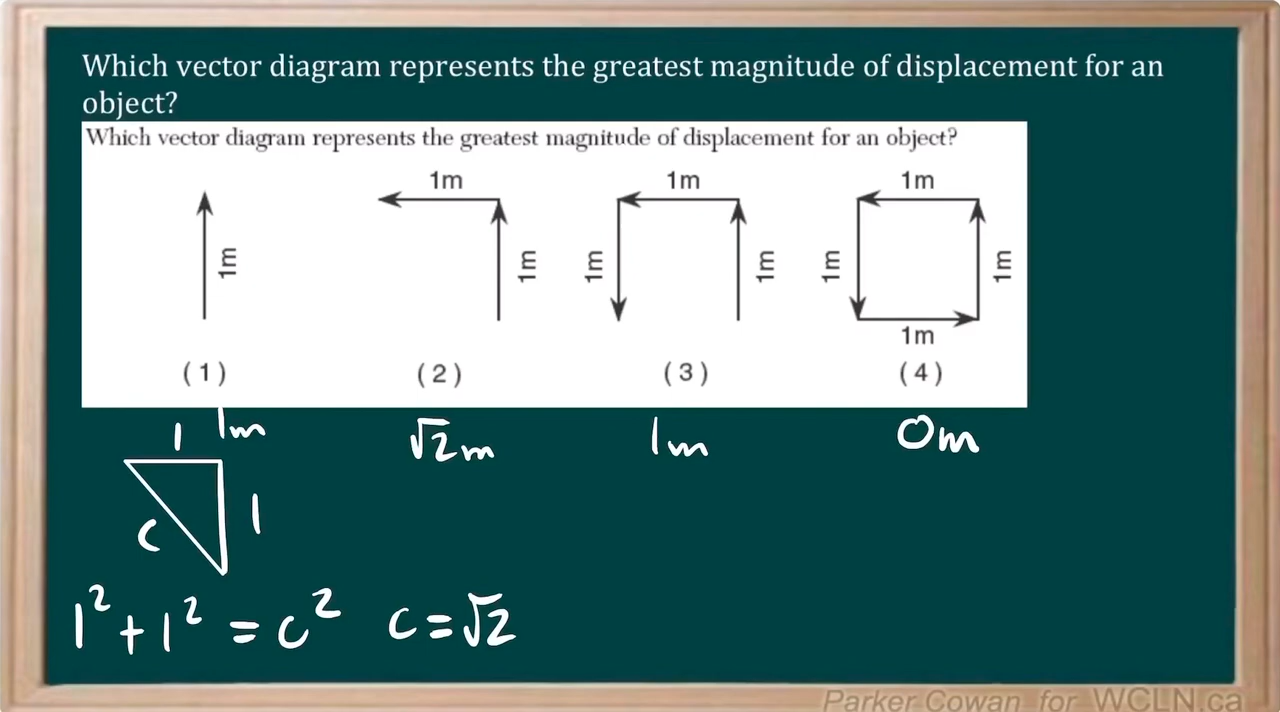 Which vector diagram represents the greatest magnitude of displacement for an
object?
Which vector diagram represents the greatest magnitude of displacement for an object?
1m 1m 1m
1m 1m 1m 1m 1m 1m
1m
(1) (2) (3) (4)
1m √2m 1m 0m
1
c 1
1² + 1² = c² c = √2
Parker Cowan for WCLN.ca